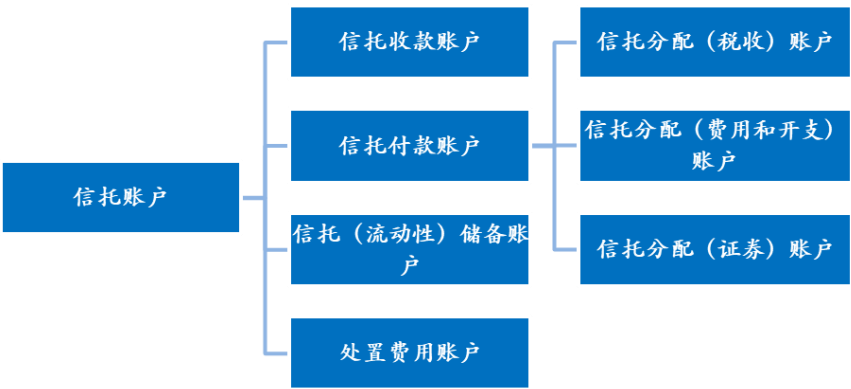 信托账户
信托收款账户
信托付款账户
信托（流动性）储备账
户
处置费用账户
信托分配（税收）账户
信托分配（费用和开支）
账户
信托分配（证券）账户